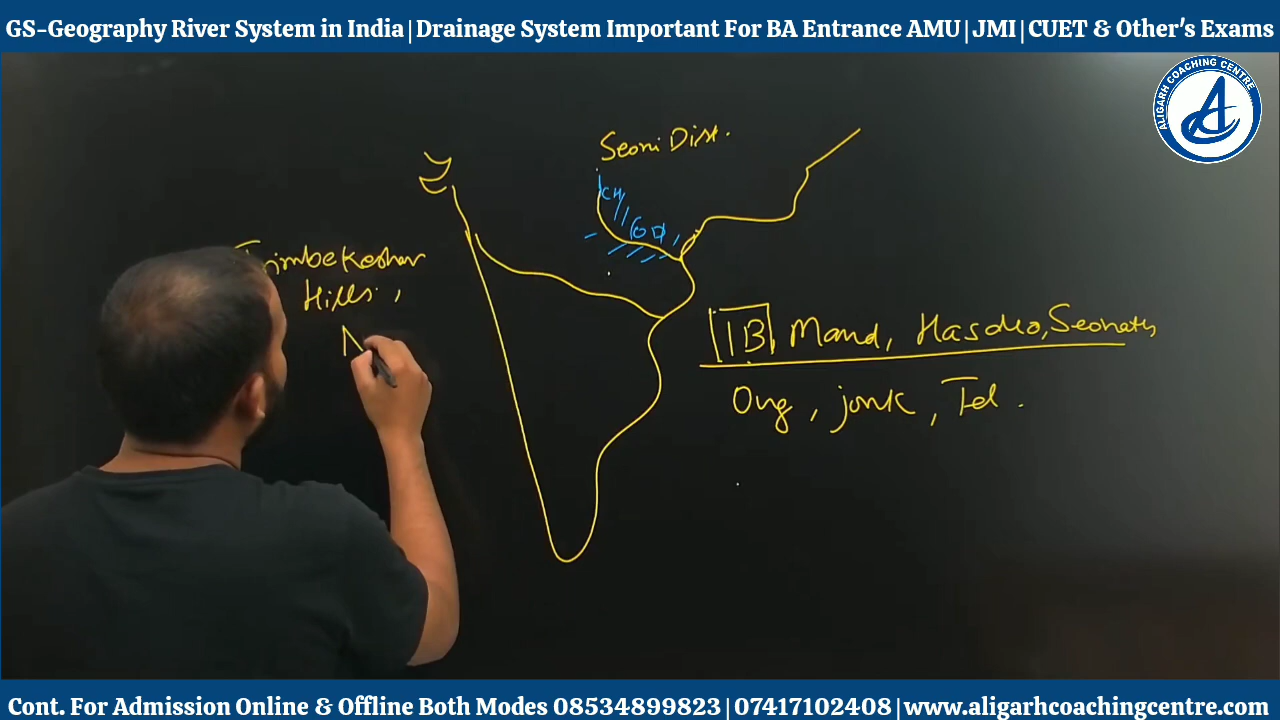 GS-Geography River System in India|Drainage System Important For BA Entrance AMU|JMI|CUET & Other's Exams
ALIGARH COACHING CENTRE
A
Seoni Dist.
CH
OD
Trimbekeshar
Hills,
N
IB Mand, Hasdeo, Seonath,
Ong, jonk, Tel.
Cont. For Admission Online & Offline Both Modes 08534899823|07417102408|www.aligarhcoachingcentre.com